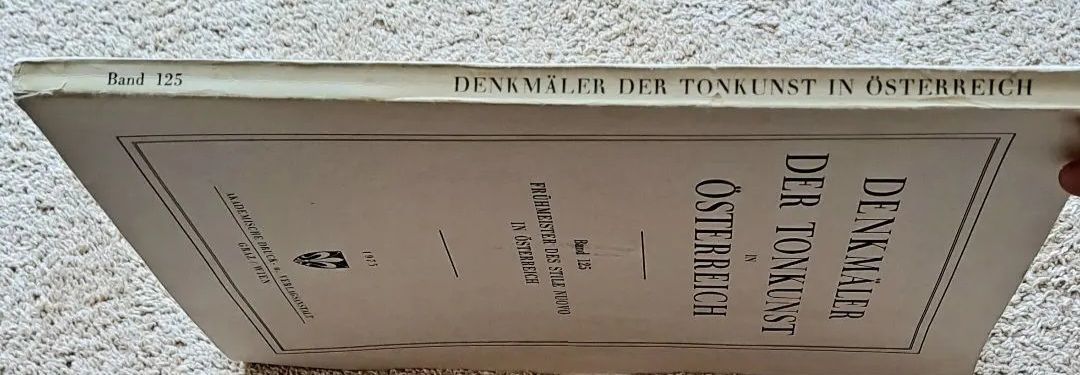 Band 125 DENKMÄLER DER TONKUNST IN ÖSTERREICH
DENKMÄLER
DER TONKUNST
IN
ÖSTERREICH
Band 125
FRÜHMEISTER DES STILE NUOVO
IN ÖSTERREICH
1973
AKADEMISCHE DRUCK- u. VERLAGSANSTALT
GRAZ / WIEN